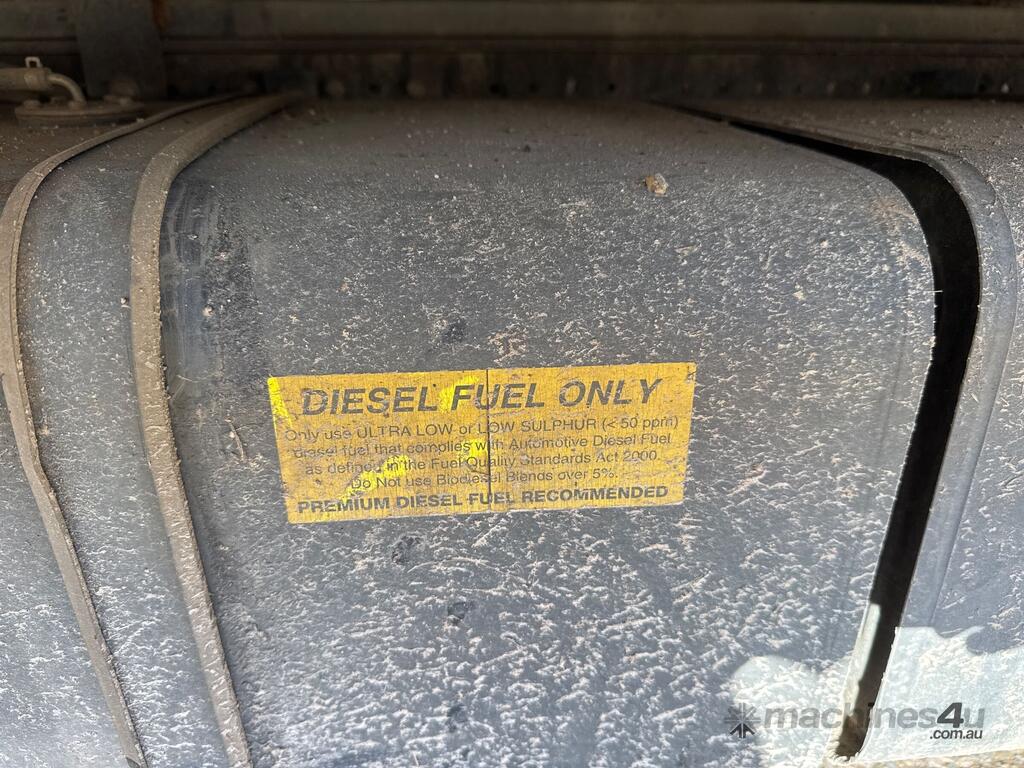 DIESEL FUEL ONLY
Only use ULTRA LOW or LOW SULPHUR (< 50 ppm)
diesel fuel that complies with Automotive Diesel Fuel
as defined in the Fuel Quality Standards Act 2000.
Do Not use Biodiesel Blends over 5%.
PREMIUM DIESEL FUEL RECOMMENDED
machines4u
.com.au